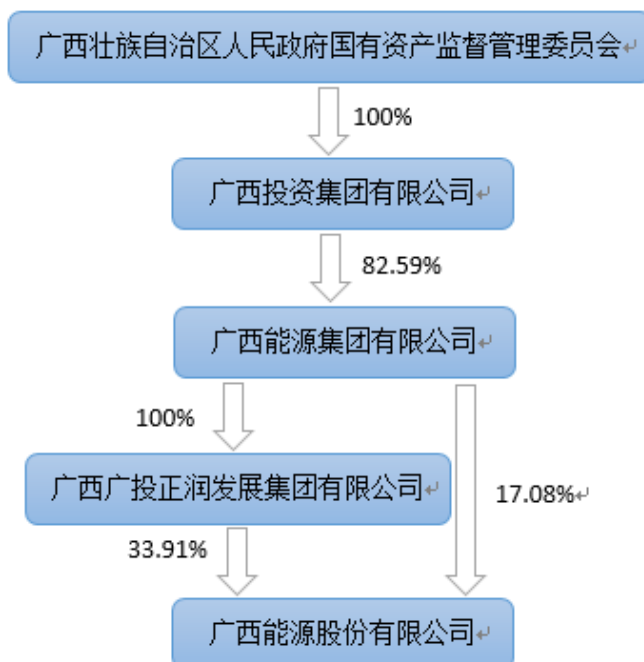 广西壮族自治区人民政府国有资产监督管理委员会
100%
广西投资集团有限公司
82.59%
广西能源集团有限公司
100%
广西广投正润发展集团有限公司
17.08%
33.91%
广西能源股份有限公司